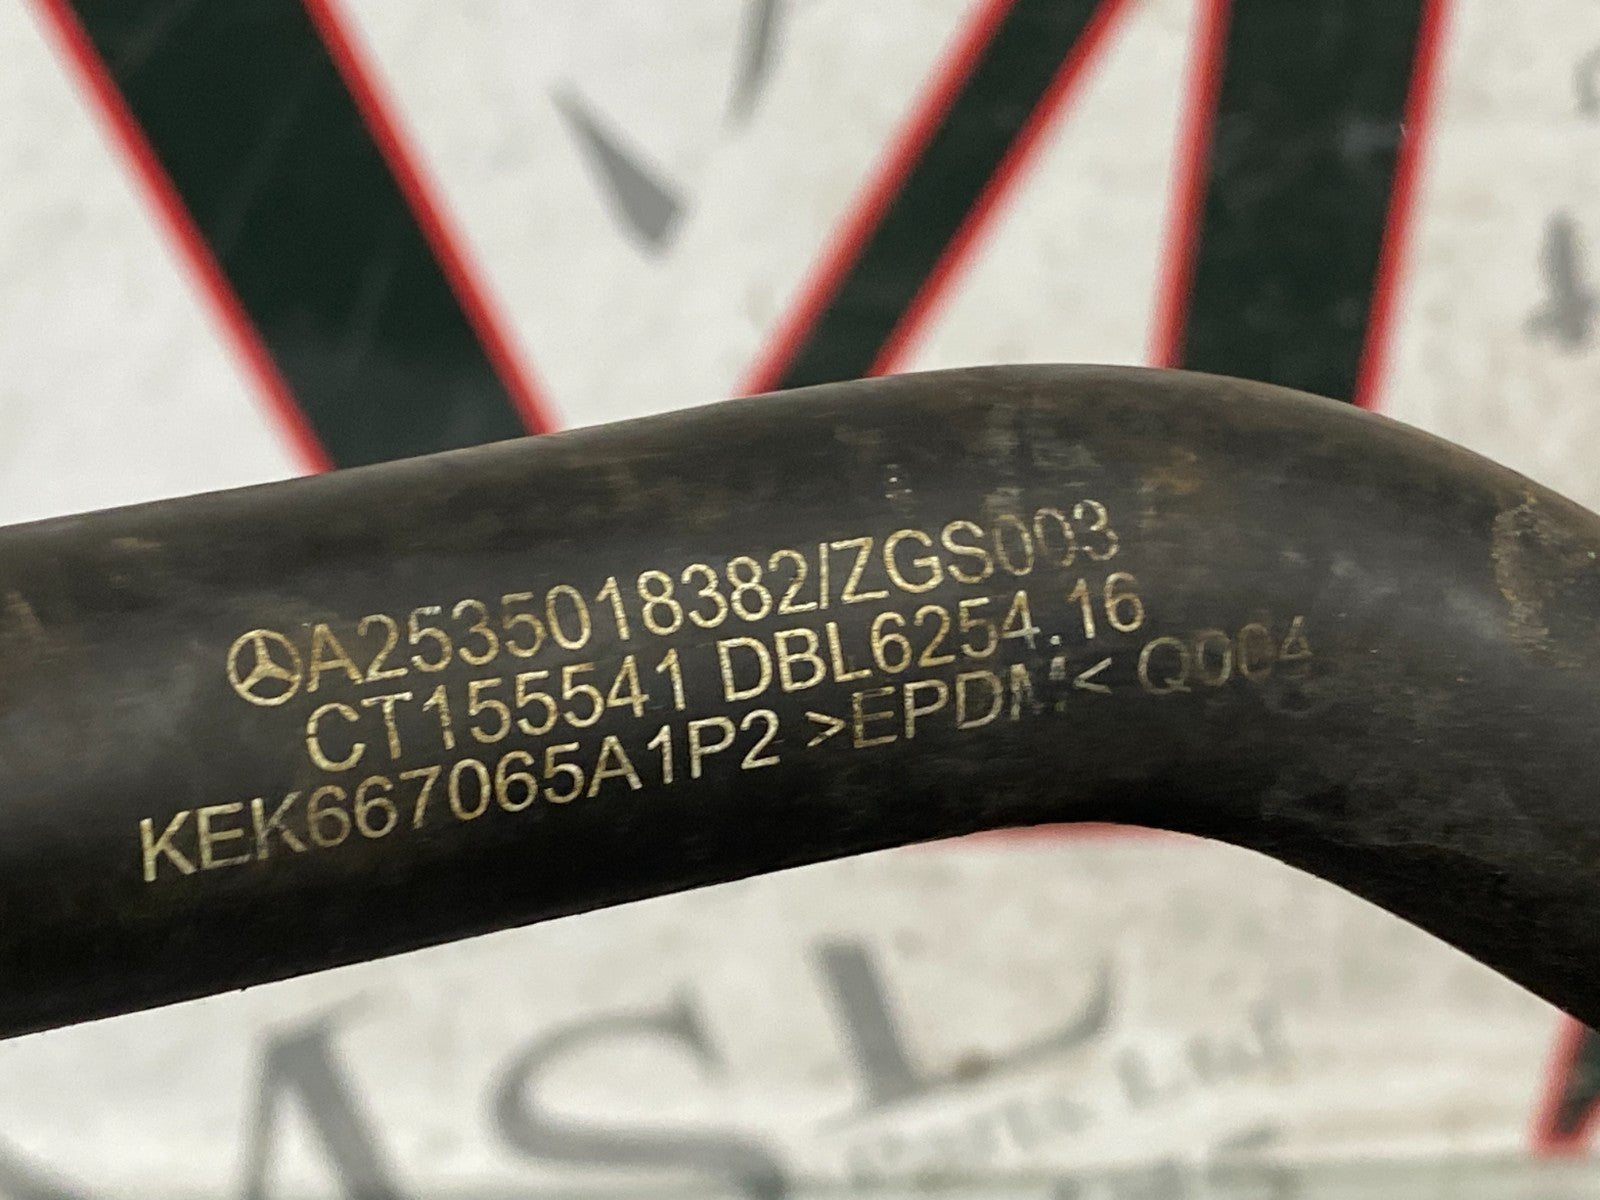 A2535018382/ZGS003
CT155541 DBL6254.16
KEK667065A1P2 >EPDM< Q004